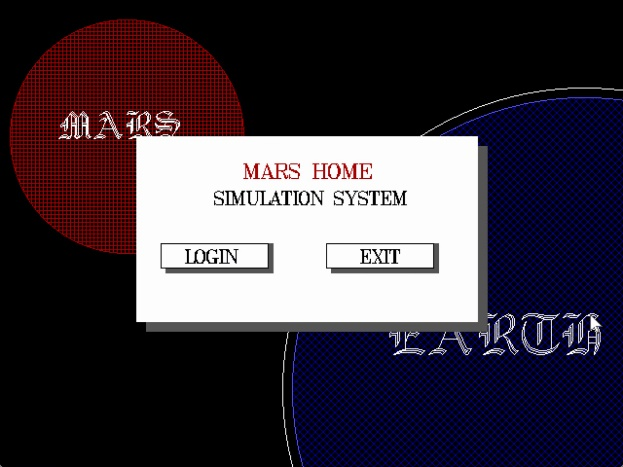 MARS
MARS HOME
SIMULATION SYSTEM
LOGIN
EXIT
EARTH